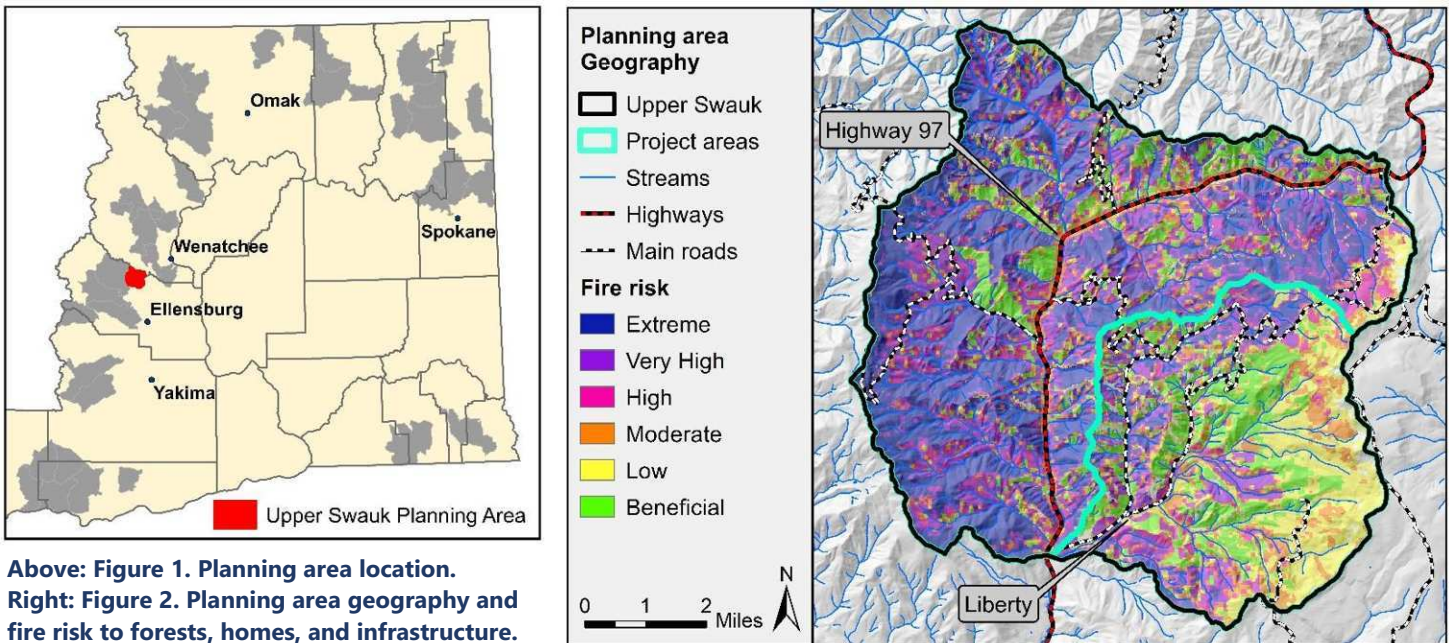 Omak
Spokane
Wenatchee
Ellensburg
Yakima
Upper Swauk Planning Area
Above: Figure 1. Planning area location.
Right: Figure 2. Planning area geography and
fire risk to forests, homes, and infrastructure.
Planning area
Geography
Upper Swauk
Project areas
Streams
Highways
Main roads
Fire risk
Extreme
Very High
High
Moderate
Low
Beneficial
N
0 1 2
Miles
Highway 97
Liberty